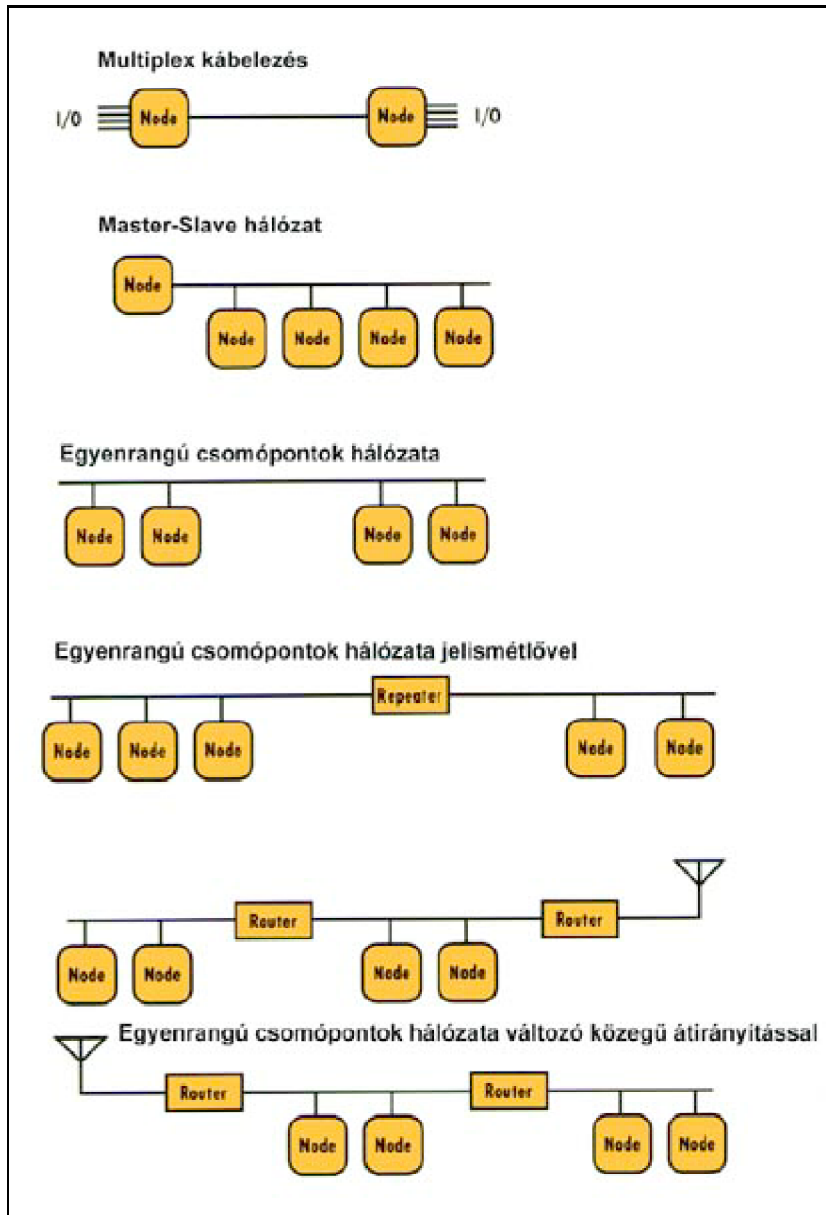 Multiplex kábelezés
I/0 Node Node I/0
Master-Slave hálózat
Node
Node Node Node Node
Egyenrangú csomópontok hálózata
Node Node Node Node
Egyenrangú csomópontok hálózata jelismétlővel
Repeater
Node Node Node Node Node
Router Router
Node Node Node Node
Egyenrangú csomópontok hálózata változó közegű átirányítással
Router Router
Node Node Node Node